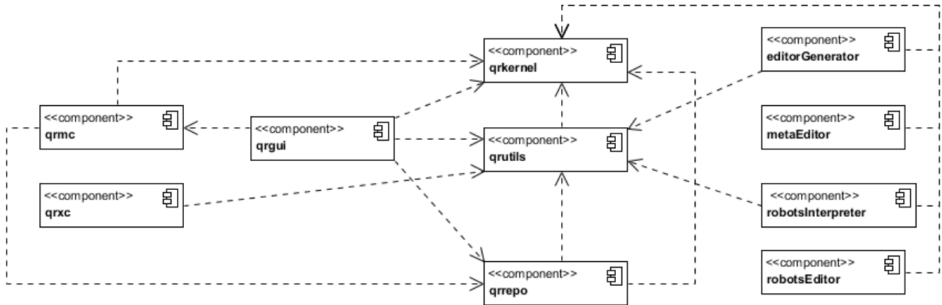 <<component>>
qrkernel
<<component>>
editorGenerator
<<component>>
qrmc
<<component>>
qrgui
<<component>>
qrutils
<<component>>
metaEditor
<<component>>
qrxc
<<component>>
robotsInterpreter
<<component>>
qrrepo
<<component>>
robotsEditor